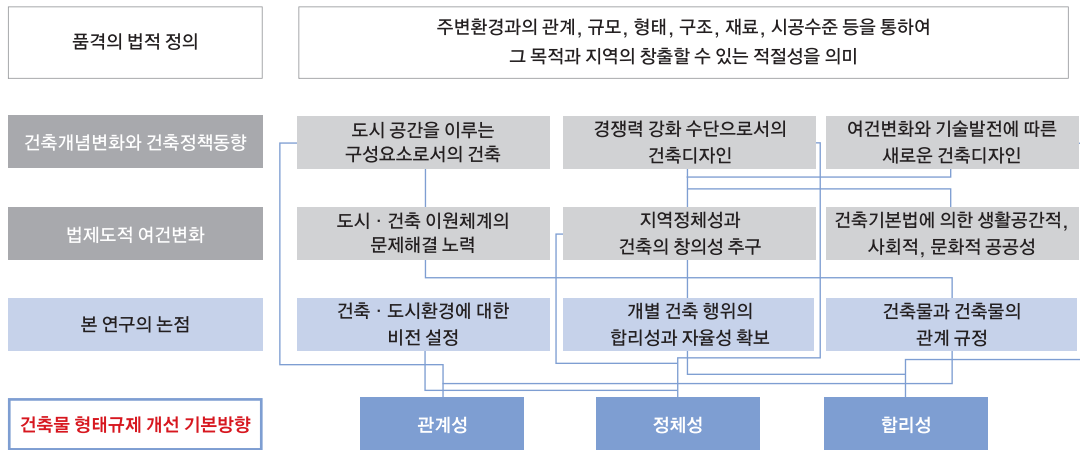 품격의 법적 정의
주변환경과의 관계, 규모, 형태, 구조, 재료, 시공수준 등을 통하여
그 목적과 지역의 창출할 수 있는 적절성을 의미
건축개념변화와 건축정책동향
도시 공간을 이루는
구성요소로서의 건축
경쟁력 강화 수단으로서의
건축디자인
여건변화와 기술발전에 따른
새로운 건축디자인
법제도적 여건변화
도시 · 건축 이원체계의
문제해결 노력
지역정체성과
건축의 창의성 추구
건축기본법에 의한 생활공간적,
사회적, 문화적 공공성
본 연구의 논점
건축 · 도시환경에 대한
비전 설정
개별 건축 행위의
합리성과 자율성 확보
건축물과 건축물의
관계 규정
건축물 형태규제 개선 기본방향
관계성
정체성
합리성